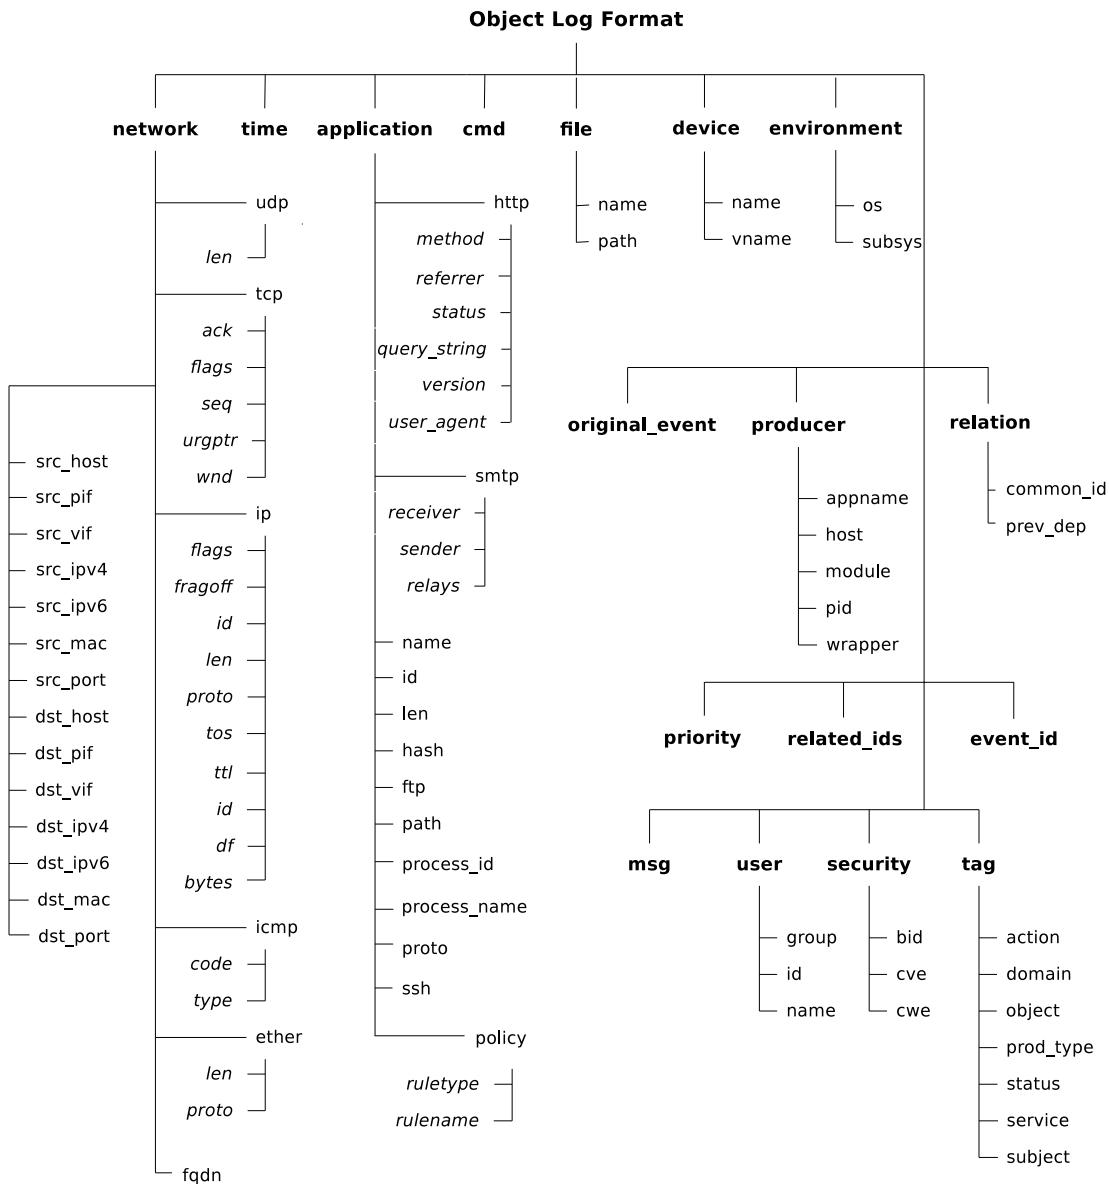 Object Log Format
network time application cmd file device environment
udp
len
tcp
ack
flags
seq
urgptr
wnd
ip
flags
fragoff
id
len
proto
tos
ttl
id
df
bytes
icmp
code
type
ether
len
proto
fqdn
src_host
src_pif
src_vif
src_ipv4
src_ipv6
src_mac
src_port
dst_host
dst_pif
dst_vif
dst_ipv4
dst_ipv6
dst_mac
dst_port
http
method
referrer
status
query_string
version
user_agent
smtp
receiver
sender
relays
name
id
len
hash
ftp
path
process_id
process_name
proto
ssh
policy
ruletype
rulename
name
path
name
vname
os
subsys
original_event producer relation
appname
host
module
pid
wrapper
common_id
prev_dep
priority related_ids event_id
msg user security tag
group
id
name
bid
cve
cwe
action
domain
object
prod_type
status
service
subject